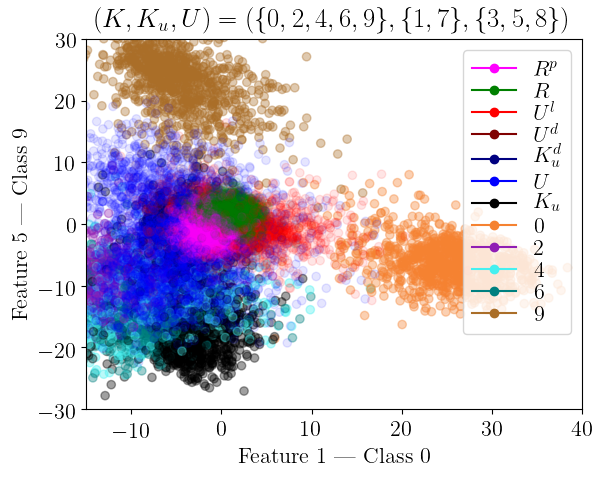 (K, K_u, U) = ({0, 2, 4, 6, 9}, {1, 7}, {3, 5, 8})
30
20
10
0
−10
−20
−30
Feature 5 — Class 9
R^p
R
U^l
U^d
K_u^d
U
K_u
0
2
4
6
9
−10
0
10
20
30
40
Feature 1 — Class 0